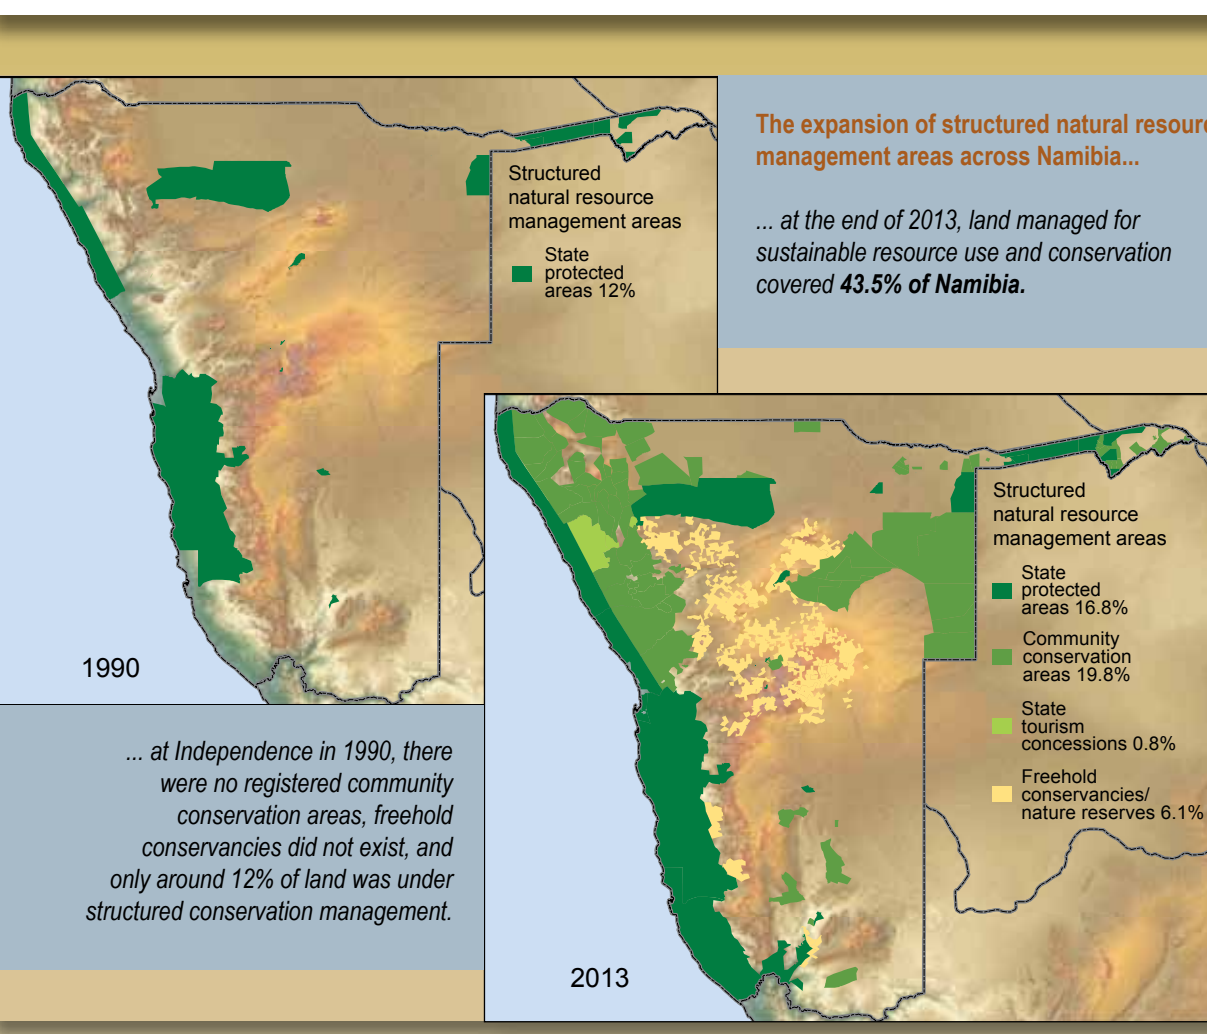 The expansion of structured natural
management areas across Namibia...
... at the end of 2013, land managed for
sustainable resource use and conservation
covered 43.5% of Namibia.
Structured
natural resource
management areas
State
protected
areas 12%
1990
... at Independence in 1990, there
were no registered community
conservation areas, freehold
conservancies did not exist, and
only around 12% of land was under
structured conservation management.
Structured
natural resource
management areas
State
protected
areas 16.8%
Community
conservation
areas 19.8%
State
tourism
concessions 0.8%
Freehold
conservancies/
nature reserves 6.1%
2013